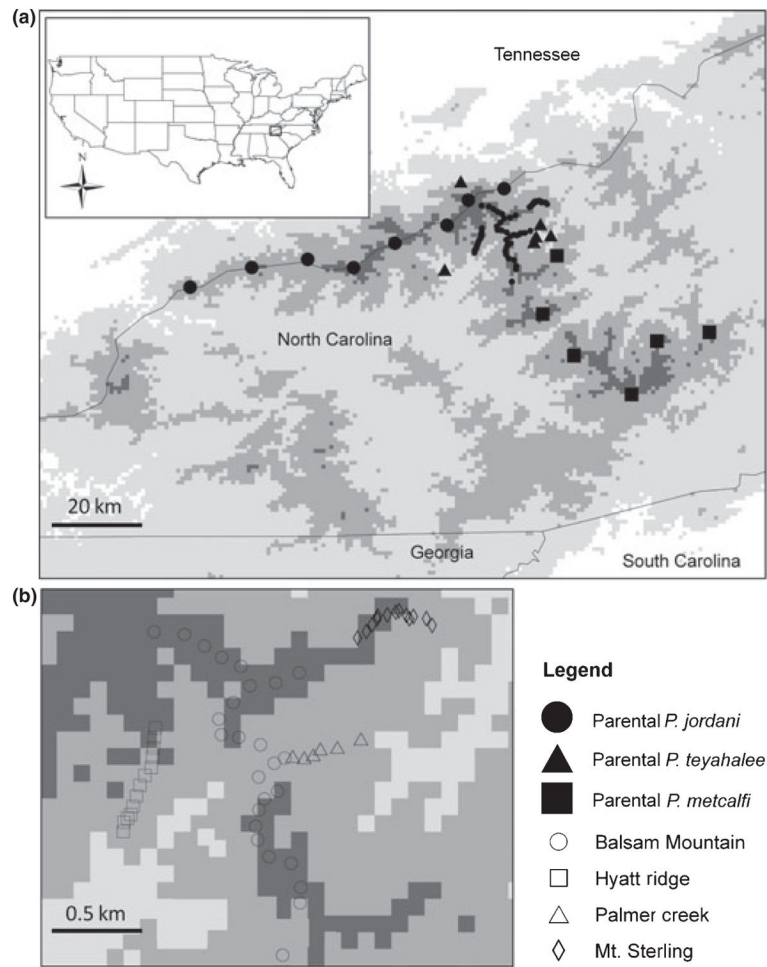 (a)
N
Tennessee
North Carolina
20 km
Georgia
South Carolina
(b)
0.5 km
Legend
Parental P. jordani
Parental P. teyahalee
Parental P. metcalfi
Balsam Mountain
Hyatt ridge
Palmer creek
Mt. Sterling